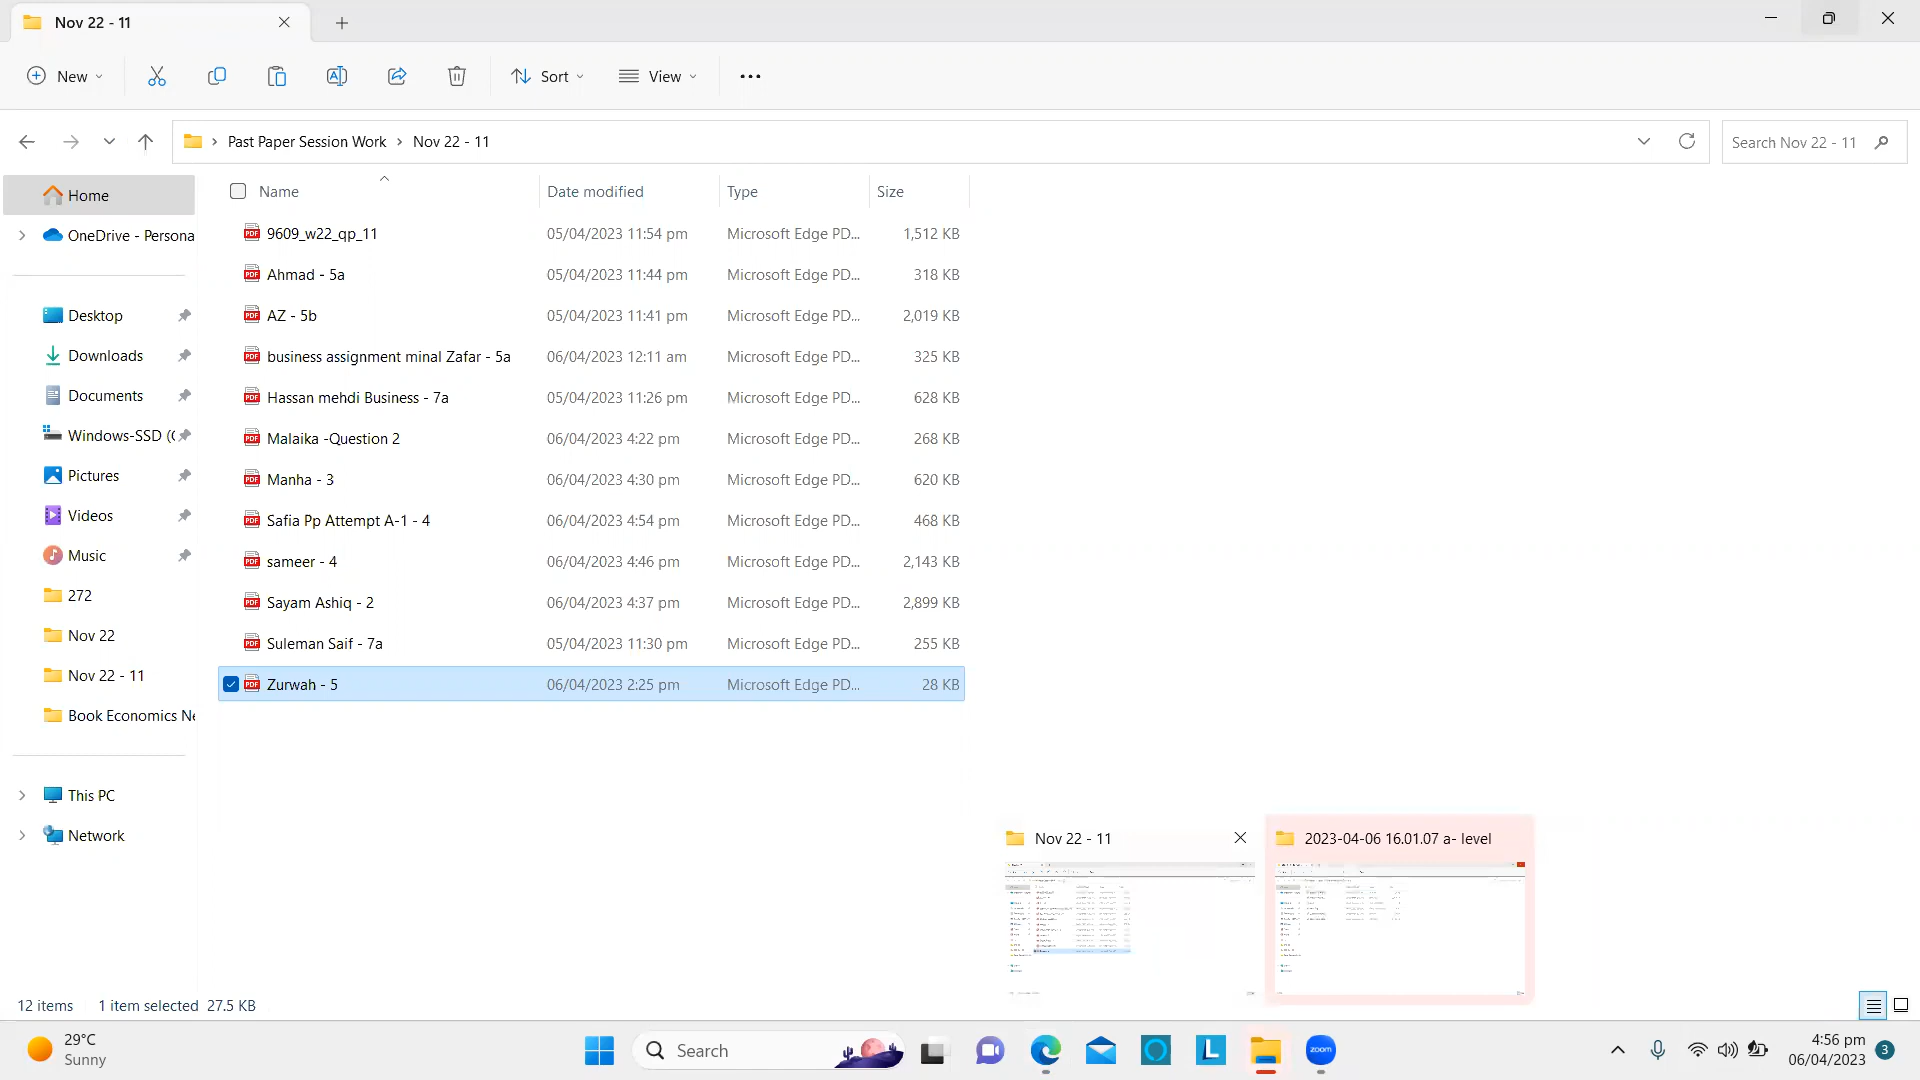 Nov 22 - 11
New
Sort
View
Past Paper Session Work
Nov 22 - 11
Search Nov 22 - 11
Name
Date modified
Type
Size
Home
OneDrive - Persona
Desktop
Downloads
Documents
Windows-SSD (
Pictures
Videos
Music
272
Nov 22
Nov 22 - 11
Book Economics Ne
This PC
Network
9609_w22_qp_11 05/04/2023 11:54 pm Microsoft Edge PD... 1,512 KB
Ahmad - 5a 05/04/2023 11:44 pm Microsoft Edge PD... 318 KB
AZ - 5b 05/04/2023 11:41 pm Microsoft Edge PD... 2,019 KB
business assignment minal Zafar - 5a 06/04/2023 12:11 am Microsoft Edge PD... 325 KB
Hassan mehdi Business - 7a 05/04/2023 11:26 pm Microsoft Edge PD... 628 KB
Malaika -Question 2 06/04/2023 4:22 pm Microsoft Edge PD... 268 KB
Manha - 3 06/04/2023 4:30 pm Microsoft Edge PD... 620 KB
Safia Pp Attempt A-1 - 4 06/04/2023 4:54 pm Microsoft Edge PD... 468 KB
sameer - 4 06/04/2023 4:46 pm Microsoft Edge PD... 2,143 KB
Sayam Ashiq - 2 06/04/2023 4:37 pm Microsoft Edge PD... 2,899 KB
Suleman Saif - 7a 05/04/2023 11:30 pm Microsoft Edge PD... 255 KB
Zurwah - 5 06/04/2023 2:25 pm Microsoft Edge PD... 28 KB
Nov 22 - 11
2023-04-06 16.01.07 a- level
12 items 1 item selected 27.5 KB
29°C
Sunny
Search
zoom
4:56 pm
06/04/2023
3